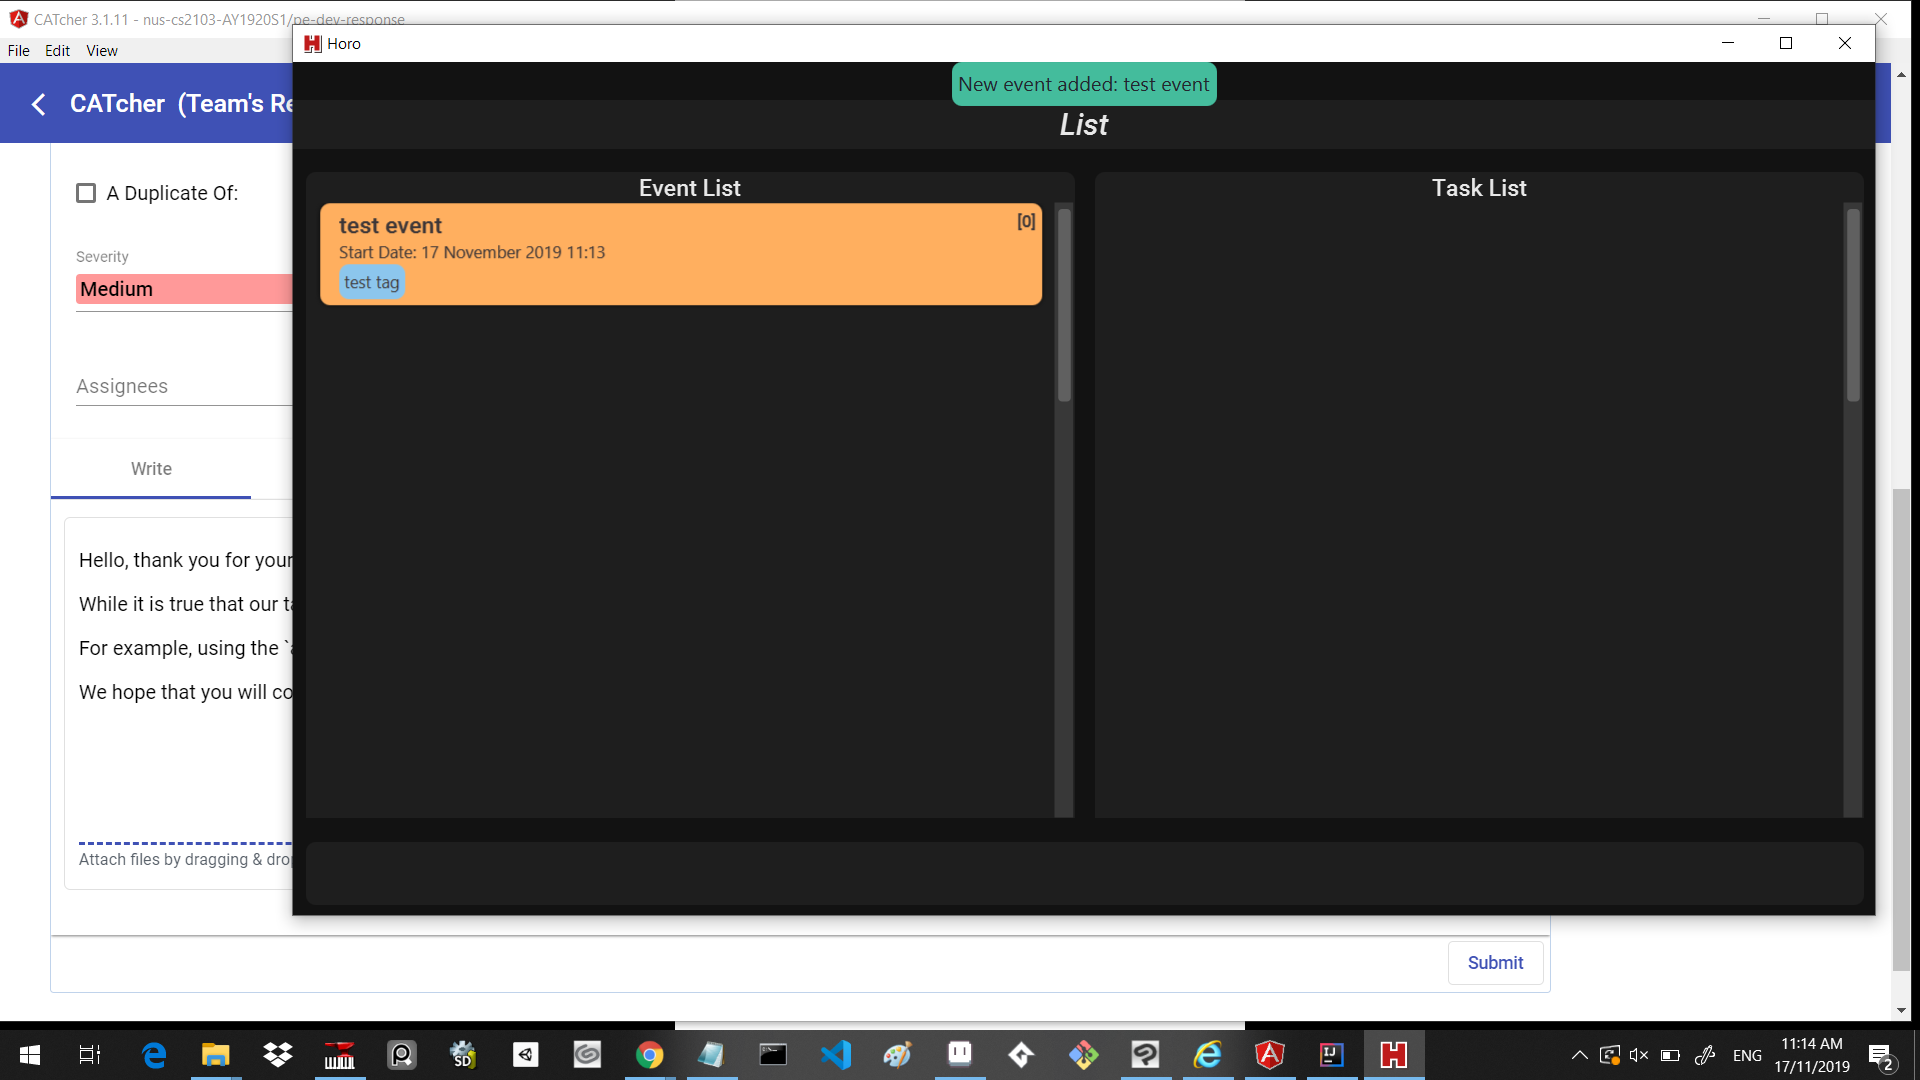 CATcher 3.1.11 - nus-cs2103-AY1920S1/pe-dev-response
File Edit View
CATcher (Team's Re
A Duplicate Of:
Severity
Medium
Assignees
Write
Hello, thank you for your
While it is true that our ta
For example, using the `a
We hope that you will co
Attach files by dragging & dro
Submit
Horo
New event added: test event
List
Event List
test event
[0]
Start Date: 17 November 2019 11:13
test tag
Task List
ENG
11:14 AM
17/11/2019
2